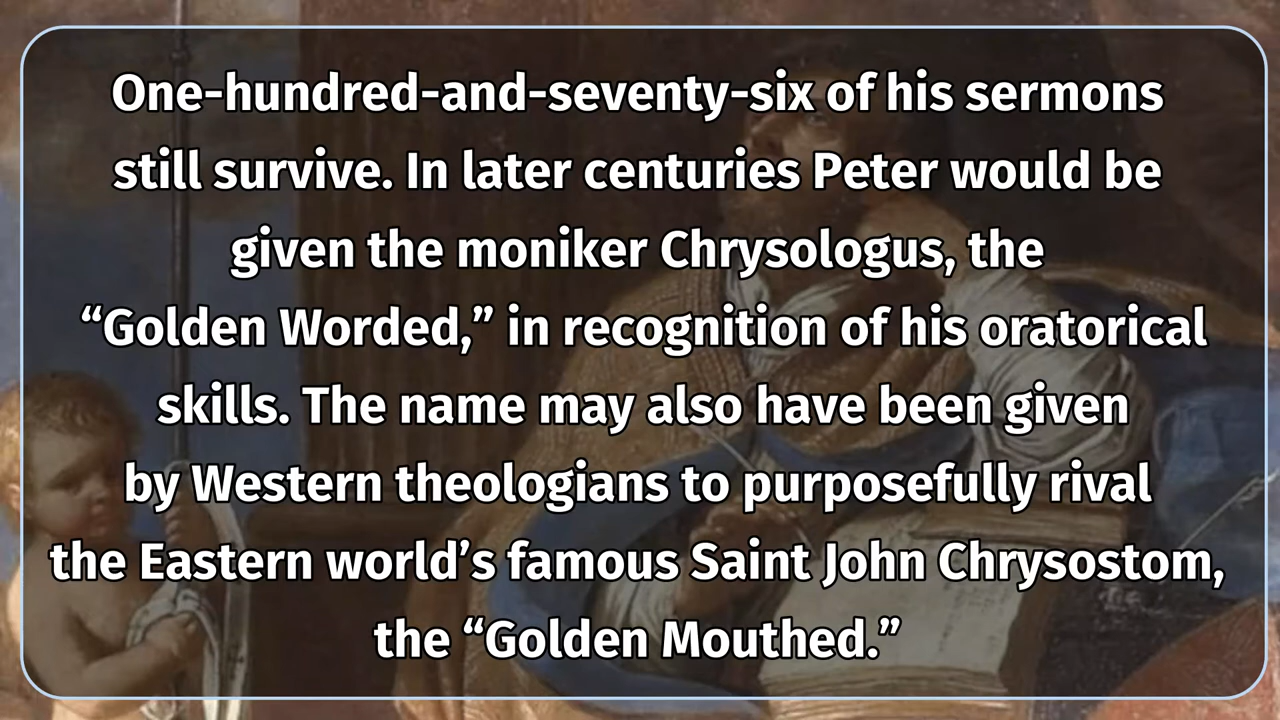 One-hundred-and-seventy-six of his sermons
still survive. In later centuries Peter would be
given the moniker Chrysologus, the
“Golden Worded,” in recognition of his oratorical
skills. The name may also have been given
by Western theologians to purposefully rival
the Eastern world’s famous Saint John Chrysostom,
the “Golden Mouthed.”